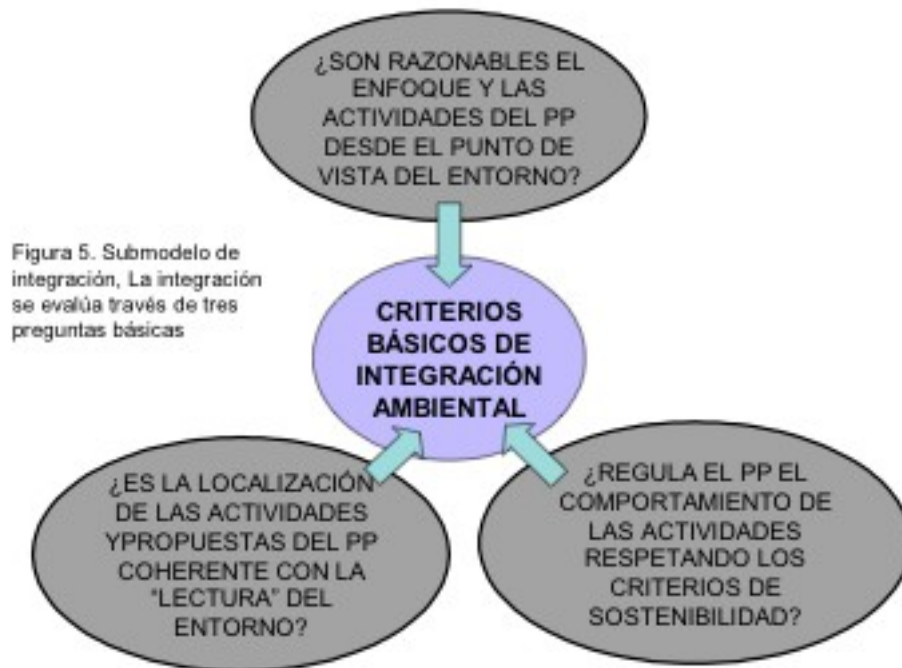 ¿SON RAZONABLES EL
ENFOQUE Y LAS
ACTIVIDADES DEL PP
DESDE EL PUNTO DE
VISTA DEL ENTORNO?
Figura 5. Submodelo de
integración, La integración
se evalúa través de tres
preguntas básicas
CRITERIOS
BÁSICOS DE
INTEGRACIÓN
AMBIENTAL
¿ES LA LOCALIZACIÓN
DE LAS ACTIVIDADES
YPROPUESTAS DEL PP
COHERENTE CON LA
"LECTURA" DEL
ENTORNO?
¿REGULA EL PP EL
COMPORTAMIENTO DE
LAS ACTIVIDADES
RESPETANDO LOS
CRITERIOS DE
SOSTENIBILIDAD?